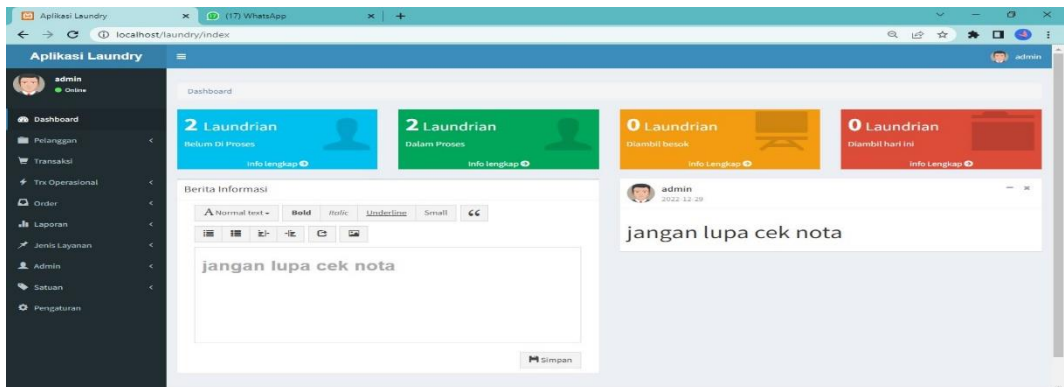 Aplikasi Laundry
(17) WhatsApp
localhost/laundry/index
Aplikasi Laundry
admin
admin
Online
Dashboard
Dashboard
Pelanggan
Transaksi
Trx Operasional
Order
Laporan
Jenis Layanan
Admin
Satuan
Pengaturan
2 Laundrian
Belum Di Proses
Info lengkap
2 Laundrian
Dalam Proses
Info lengkap
0 Laundrian
Diambil besok
Info Lengkap
0 Laundrian
Diambil hari ini
Info Lengkap
Berita Informasi
A Normal text
Bold
Italic
Underline
Small
jangan lupa cek nota
Simpan
admin
2022-12-28
jangan lupa cek nota